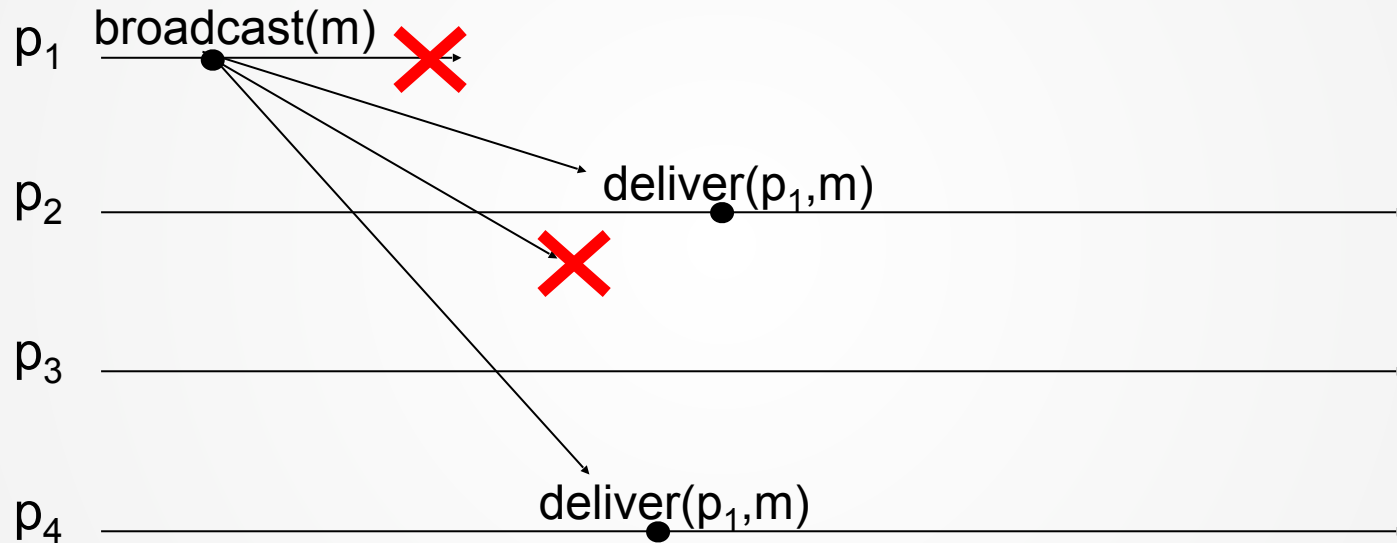 p₁ broadcast(m)
p₂ deliver(p₁,m)
p₃
p₄ deliver(p₁,m)